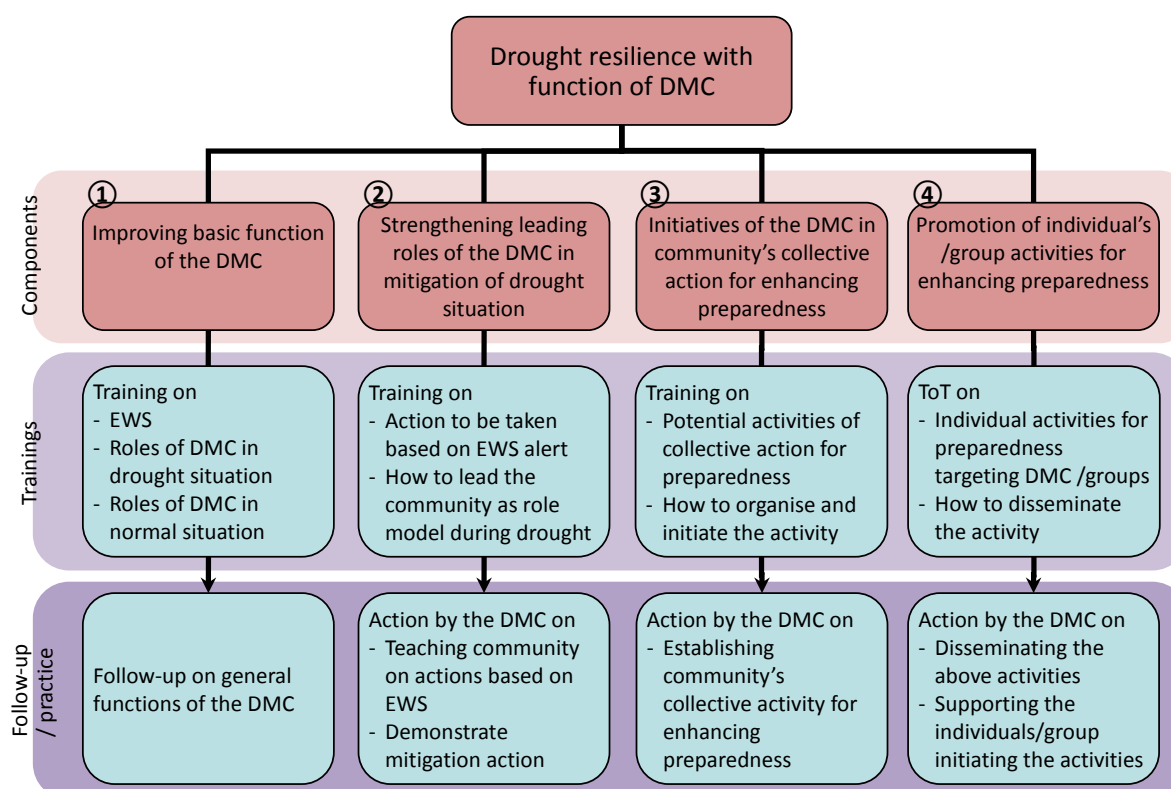 Drought resilience with
function of DMC
Components
①
Improving basic function
of the DMC
②
Strengthening leading
roles of the DMC in
mitigation of drought
situation
③
Initiatives of the DMC in
community's collective
action for enhancing
preparedness
④
Promotion of individual's
/group activities for
enhancing preparedness
Trainings
Training on
- EWS
- Roles of DMC in
drought situation
- Roles of DMC in
normal situation
Training on
- Action to be taken
based on EWS alert
- How to lead the
community as role
model during drought
Training on
- Potential activities of
collective action for
preparedness
- How to organise and
initiate the activity
ToT on
- Individual activities for
preparedness
targeting DMC /groups
- How to disseminate
the activity
Follow-up
/ practice
Follow-up on general
functions of the DMC
Action by the DMC on
- Teaching community
on actions based on
EWS
- Demonstrate
mitigation action
Action by the DMC on
- Establishing
community's
collective activity for
enhancing
preparedness
Action by the DMC on
- Disseminating the
above activities
- Supporting the
individuals/group
initiating the activities